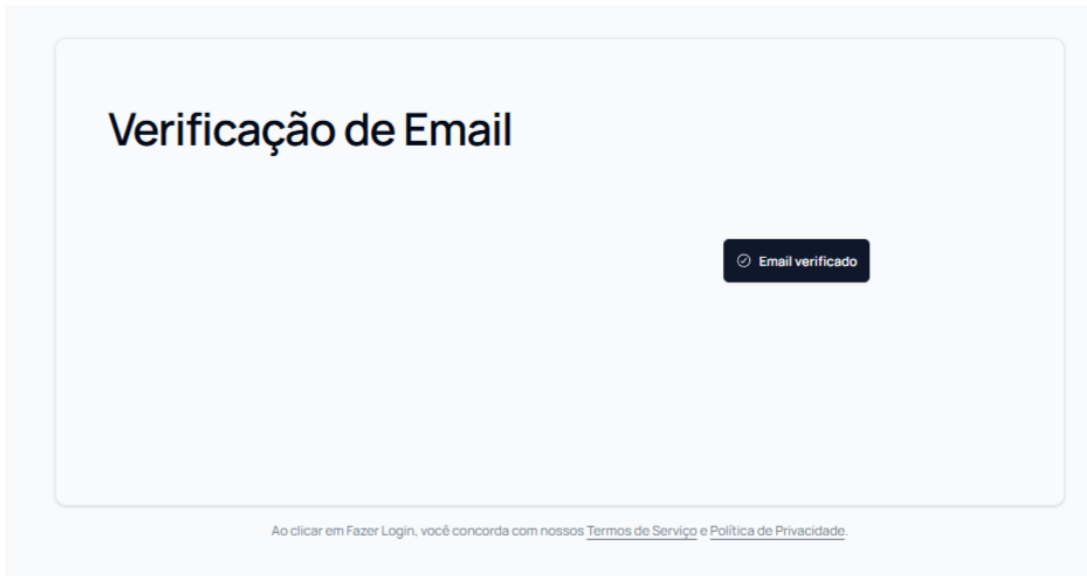 Verificação de Email
Email verificado
Ao clicar em Fazer Login, você concorda com nossos Termos de Serviço e Política de Privacidade.